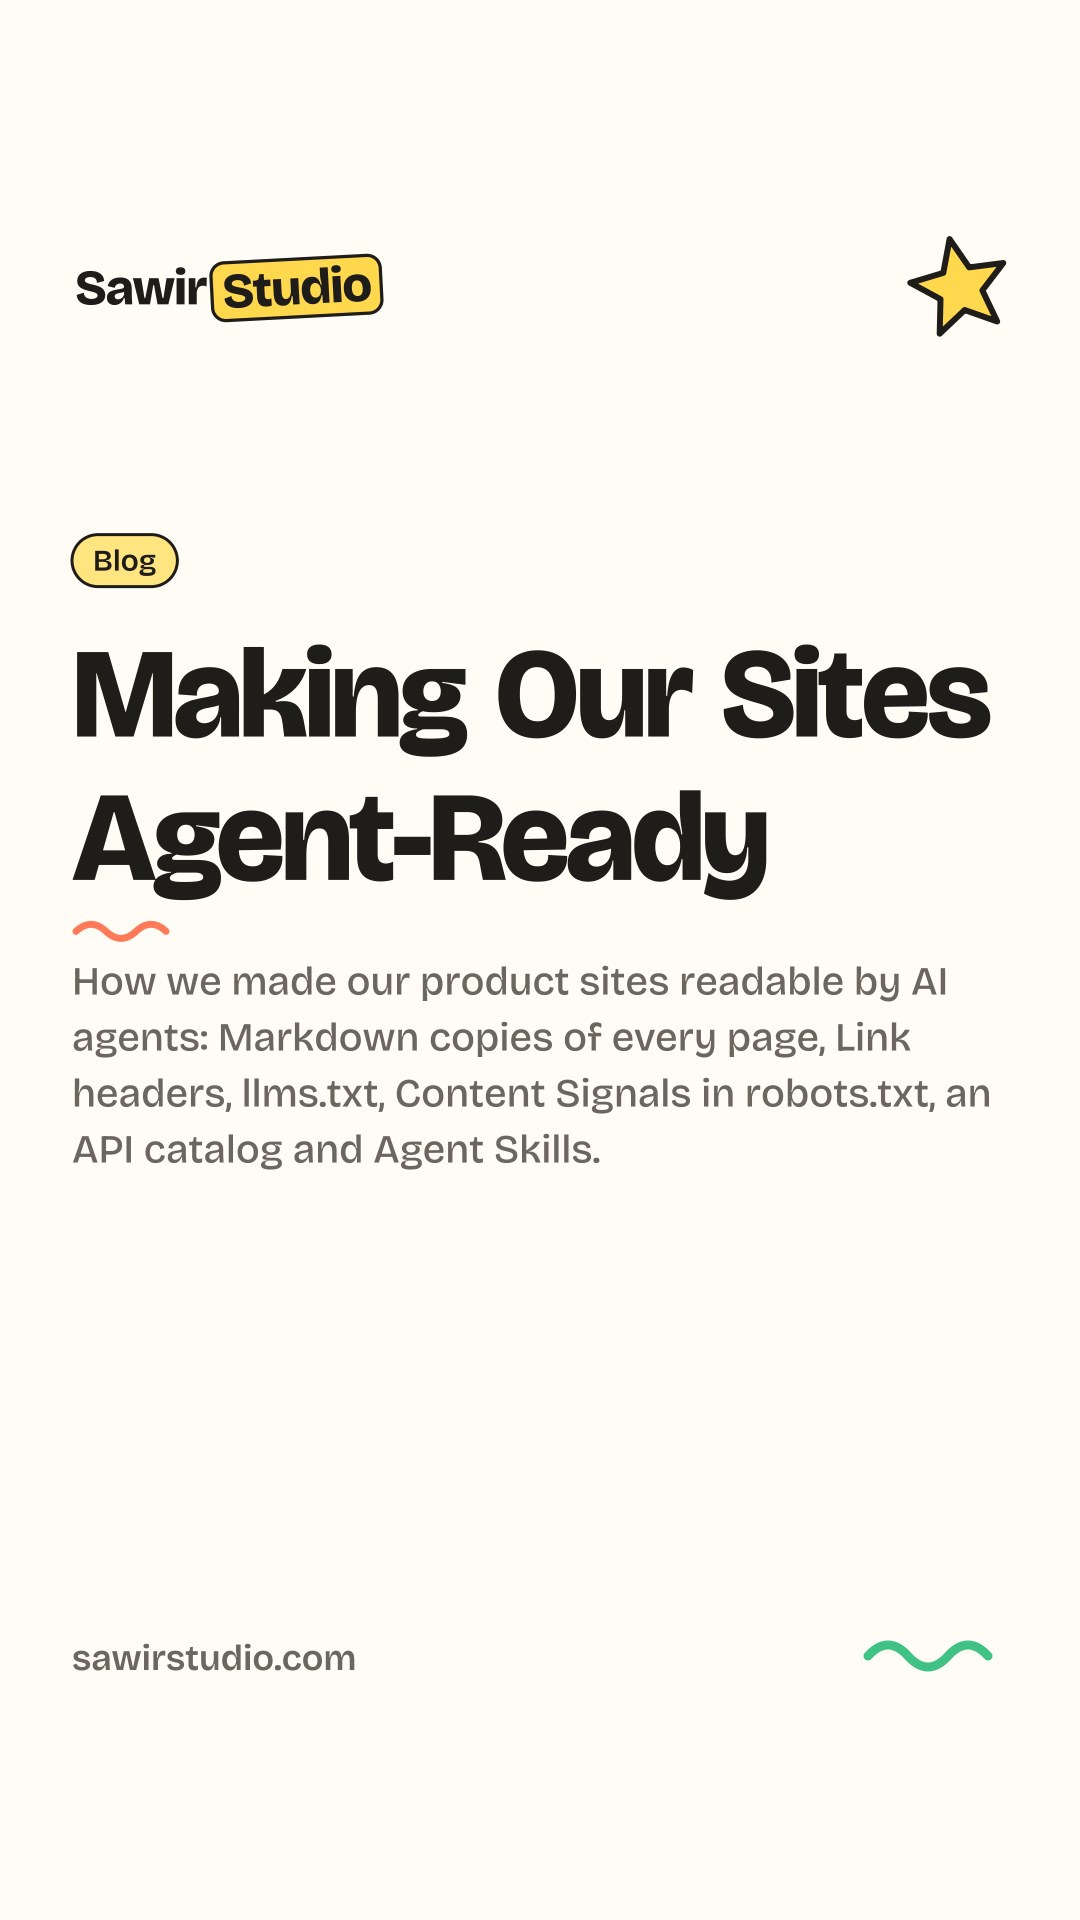 Sawir Studio
Blog
Making Our Sites
Agent-Ready
How we made our product sites readable by AI
agents: Markdown copies of every page, Link
headers, llms.txt, Content Signals in robots.txt, an
API catalog and Agent Skills.
sawirstudio.com